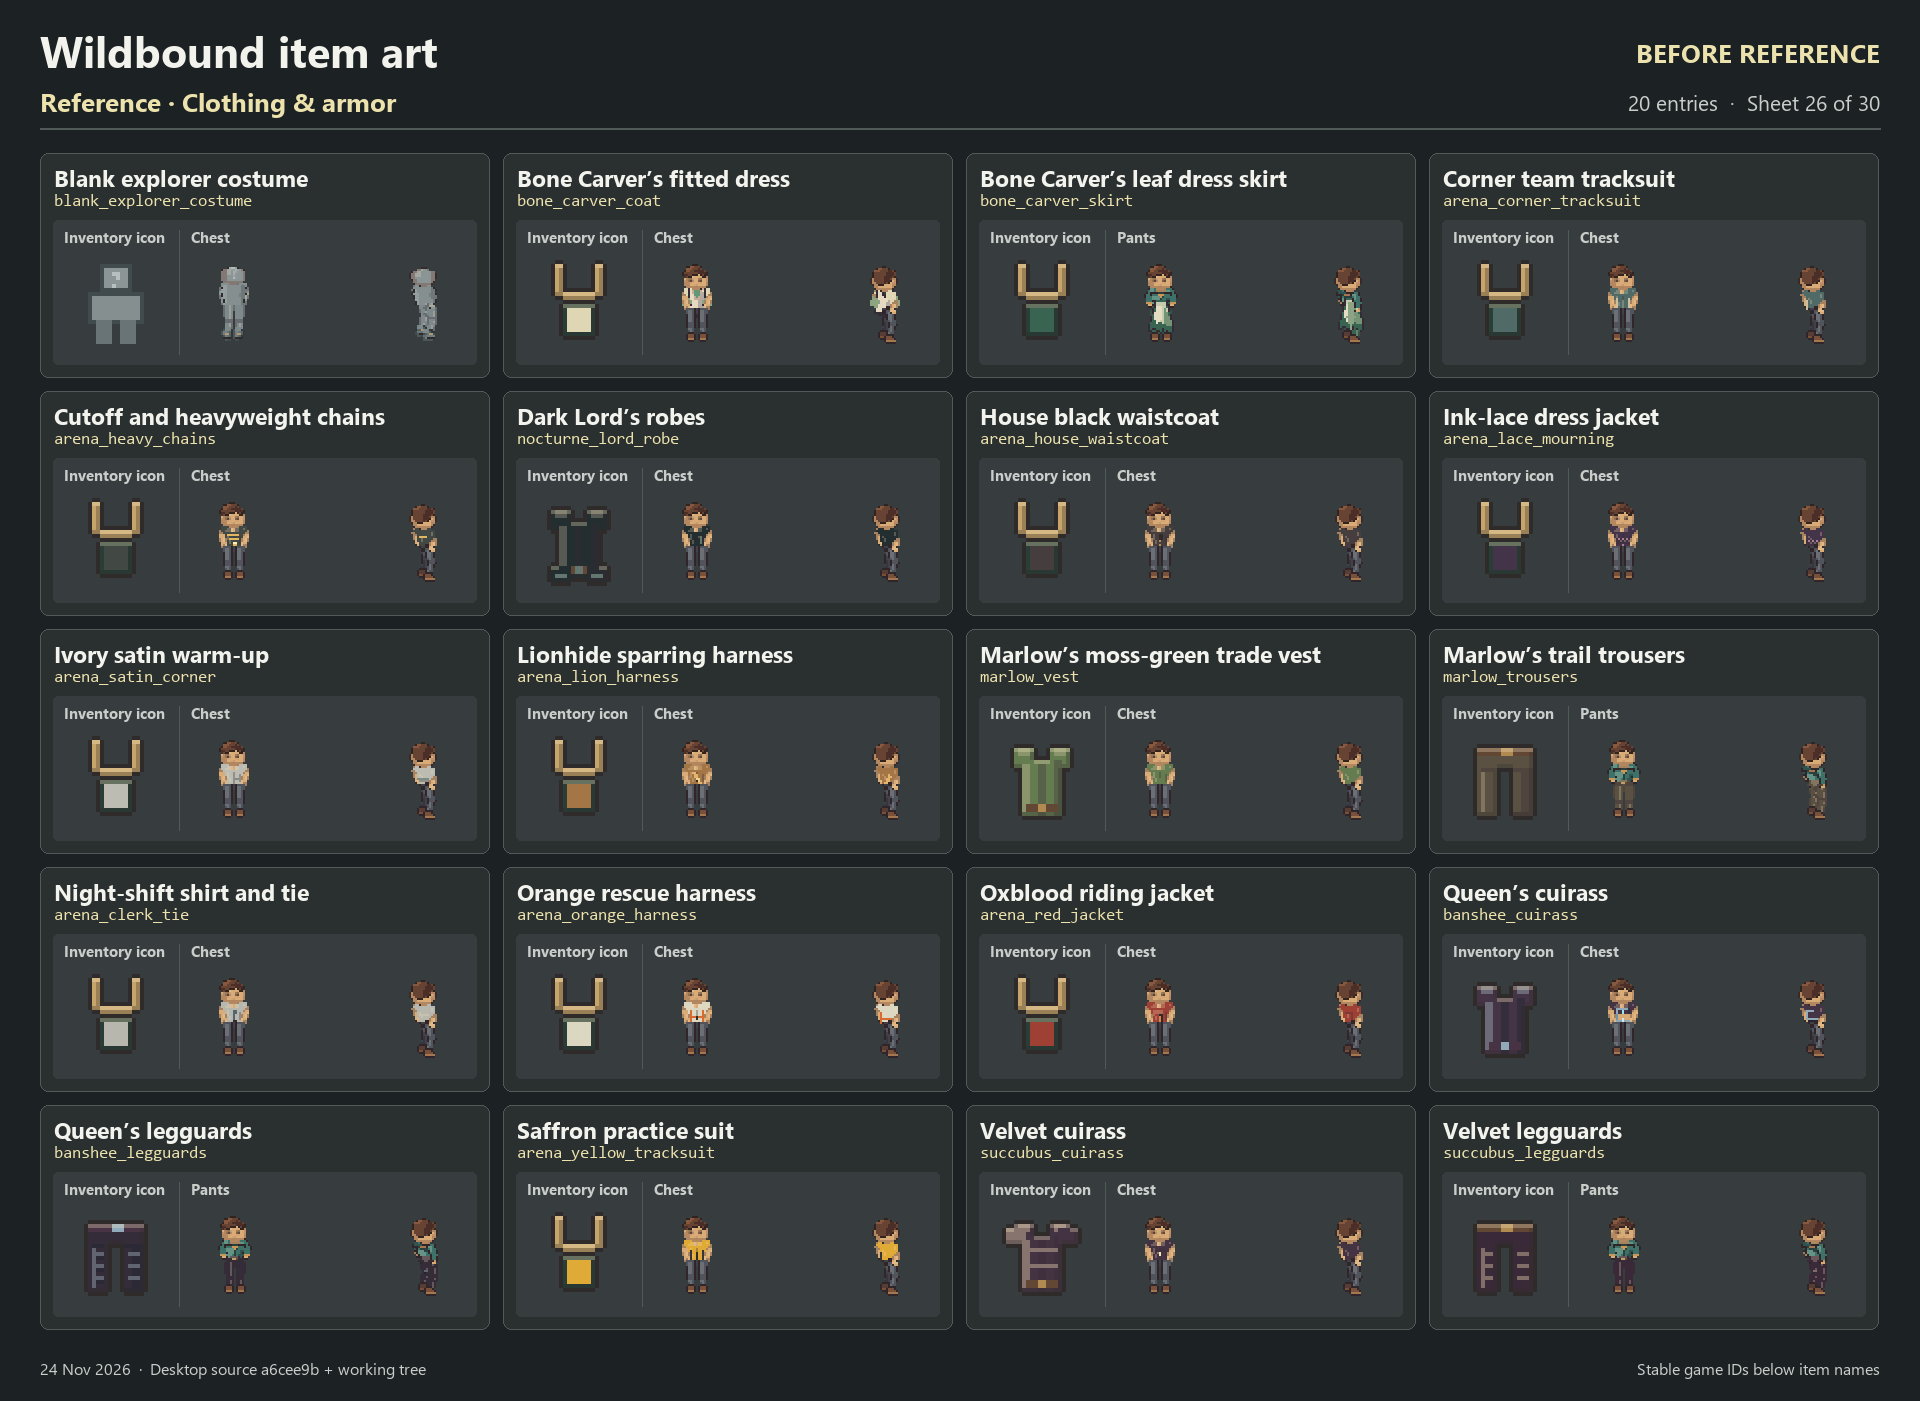 Wildbound item art
BEFORE REFERENCE
Reference · Clothing & armor
20 entries · Sheet 26 of 30
Blank explorer costume
blank_explorer_costume
Inventory icon
Chest
Bone Carver’s fitted dress
bone_carver_coat
Inventory icon
Chest
Bone Carver’s leaf dress skirt
bone_carver_skirt
Inventory icon
Pants
Corner team tracksuit
arena_corner_tracksuit
Inventory icon
Chest
Cutoff and heavyweight chains
arena_heavy_chains
Inventory icon
Chest
Dark Lord’s robes
nocturne_lord_robe
Inventory icon
Chest
House black waistcoat
arena_house_waistcoat
Inventory icon
Chest
Ink-lace dress jacket
arena_lace_mourning
Inventory icon
Chest
Ivory satin warm-up
arena_satin_corner
Inventory icon
Chest
Lionhide sparring harness
arena_lion_harness
Inventory icon
Chest
Marlow’s moss-green trade vest
marlow_vest
Inventory icon
Chest
Marlow’s trail trousers
marlow_trousers
Inventory icon
Pants
Night-shift shirt and tie
arena_clerk_tie
Inventory icon
Chest
Orange rescue harness
arena_orange_harness
Inventory icon
Chest
Oxblood riding jacket
arena_red_jacket
Inventory icon
Chest
Queen’s cuirass
banshee_cuirass
Inventory icon
Chest
Queen’s legguards
banshee_legguards
Inventory icon
Pants
Saffron practice suit
arena_yellow_tracksuit
Inventory icon
Chest
Velvet cuirass
succubus_cuirass
Inventory icon
Chest
Velvet legguards
succubus_legguards
Inventory icon
Pants
24 Nov 2026 · Desktop source a6cee9b + working tree
Stable game IDs below item names